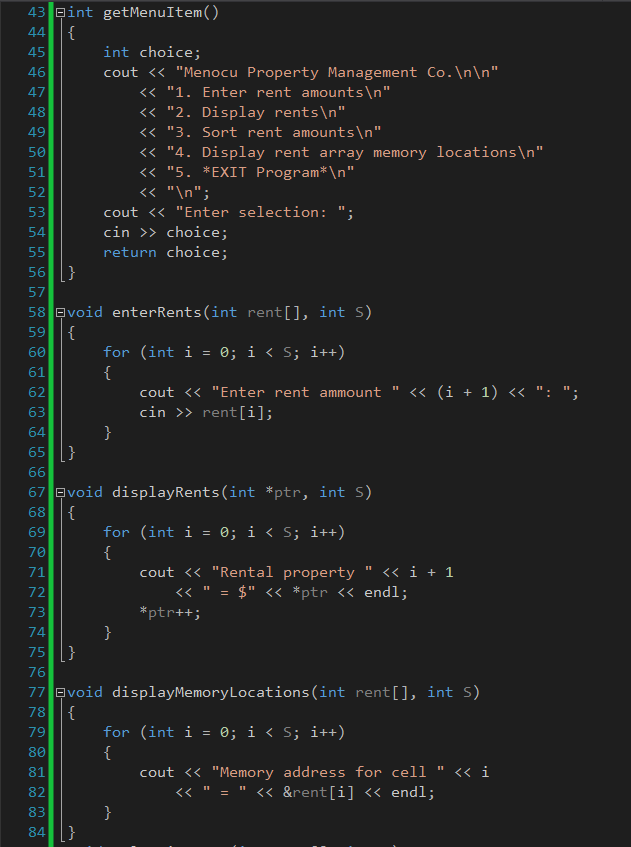 43 int getMenuItem()
44 {
45 int choice;
46 cout << "Menocu Property Management Co.\n\n"
47 << "1. Enter rent amounts\n"
48 << "2. Display rents\n"
49 << "3. Sort rent amounts\n"
50 << "4. Display rent array memory locations\n"
51 << "5. *EXIT Program*\n"
52 << "\n";
53 cout << "Enter selection: ";
54 cin >> choice;
55 return choice;
56 }
57
58 void enterRents(int rent[], int S)
59 {
60 for (int i = 0; i < S; i++)
61 {
62 cout << "Enter rent ammount " << (i + 1) << ": ";
63 cin >> rent[i];
64 }
65 }
66
67 void displayRents(int *ptr, int S)
68 {
69 for (int i = 0; i < S; i++)
70 {
71 cout << "Rental property " << i + 1
72 << " = $" << *ptr << endl;
73 *ptr++;
74 }
75 }
76
77 void displayMemoryLocations(int rent[], int S)
78 {
79 for (int i = 0; i < S; i++)
80 {
81 cout << "Memory address for cell " << i
82 << " = " << &rent[i] << endl;
83 }
84 }